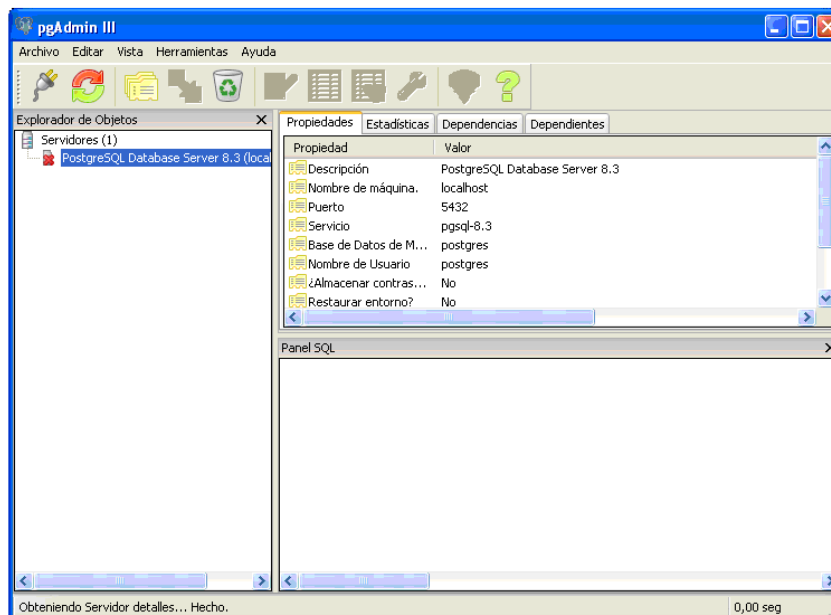 pgAdmin III
Archivo Editar Vista Herramientas Ayuda
Explorador de Objetos
Servidores (1)
PostgreSQL Database Server 8.3 (local
Propiedades Estadísticas Dependencias Dependientes
Propiedad Valor
Descripción PostgreSQL Database Server 8.3
Nombre de máquina. localhost
Puerto 5432
Servicio pgsql-8.3
Base de Datos de M... postgres
Nombre de Usuario postgres
¿Almacenar contras... No
Restaurar entorno? No
Panel SQL
Obteniendo Servidor detalles... Hecho. 0,00 seg